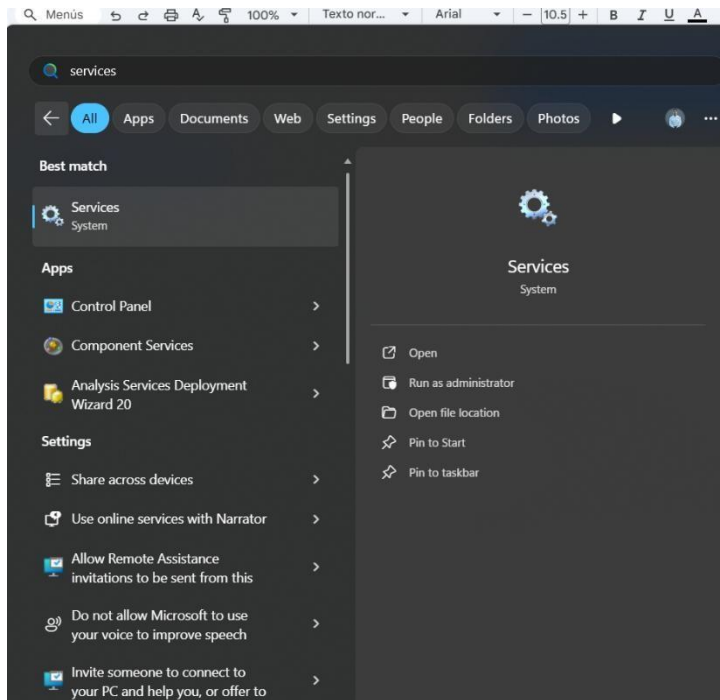 Menús 100% Texto nor... Arial − 10.5 + B I U A
services
All Apps Documents Web Settings People Folders Photos
Best match
Services
System
Apps
Control Panel
Component Services
Analysis Services Deployment
Wizard 20
Settings
Share across devices
Use online services with Narrator
Allow Remote Assistance
invitations to be sent from this
Do not allow Microsoft to use
your voice to improve speech
Invite someone to connect to
your PC and help you, or offer to
Services
System
Open
Run as administrator
Open file location
Pin to Start
Pin to taskbar